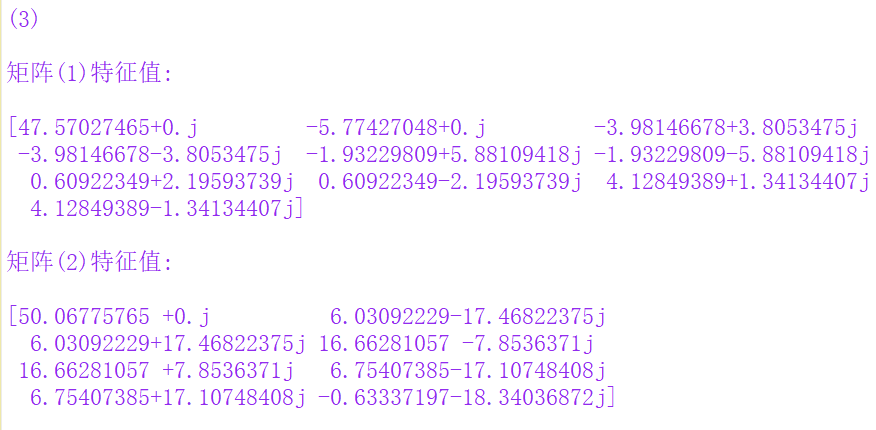 (3)
矩阵(1)特征值:
[47.57027465+0.j -5.77427048+0.j -3.98146678+3.8053475j
-3.98146678-3.8053475j -1.93229809+5.88109418j -1.93229809-5.88109418j
0.60922349+2.19593739j 0.60922349-2.19593739j 4.12849389+1.34134407j
4.12849389-1.34134407j]
矩阵(2)特征值:
[50.06775765 +0.j 6.03092229-17.46822375j
6.03092229+17.46822375j 16.66281057 -7.8536371j
16.66281057 +7.8536371j 6.75407385-17.10748408j
6.75407385+17.10748408j -0.63337197-18.34036872j]